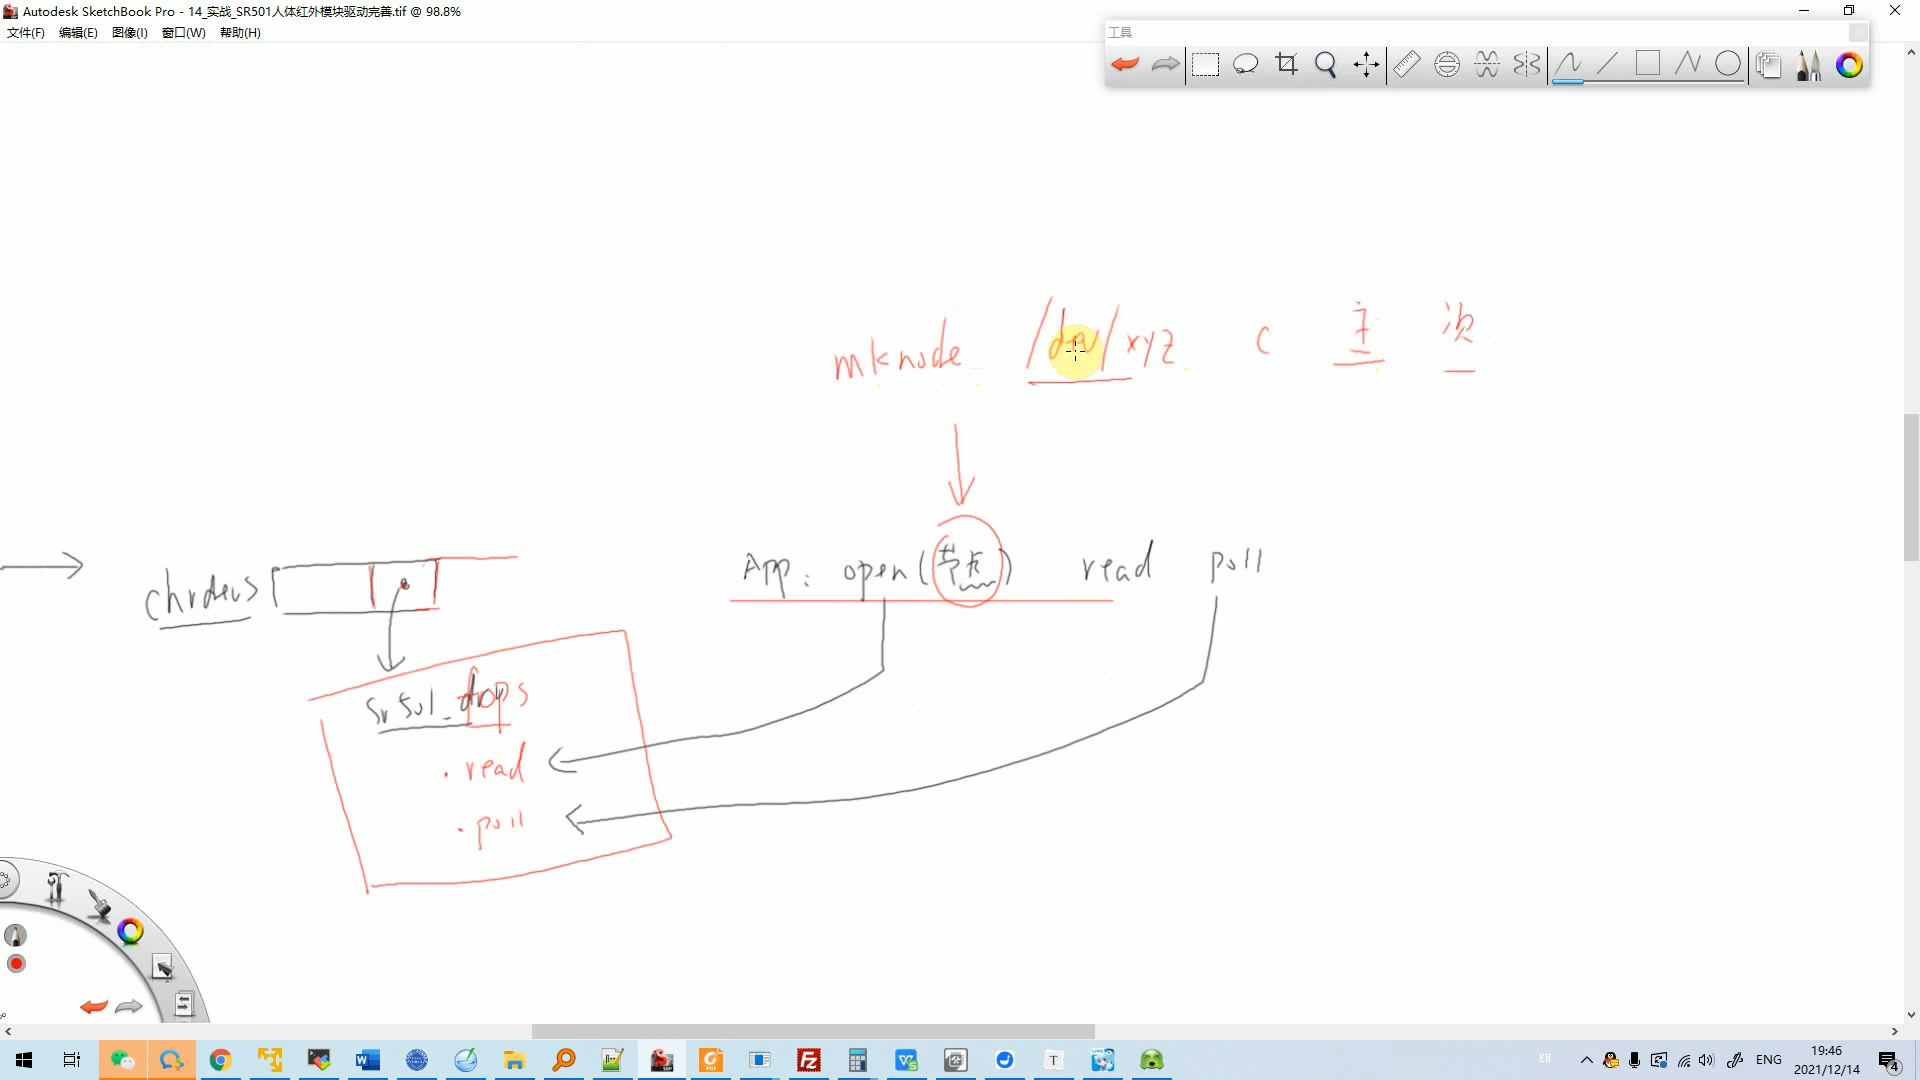 Autodesk SketchBook Pro - 14_实战_SR501人体红外模块驱动完善.tif @ 98.8%
文件(F) 编辑(E) 图像(I) 窗口(W) 帮助(H)
工具
mknode /dev/xyz c 主 次
chrdevs
App: open(节点) read poll
sr501_fops
.read
.poll
EN
ENG
19:46
2021/12/14
4